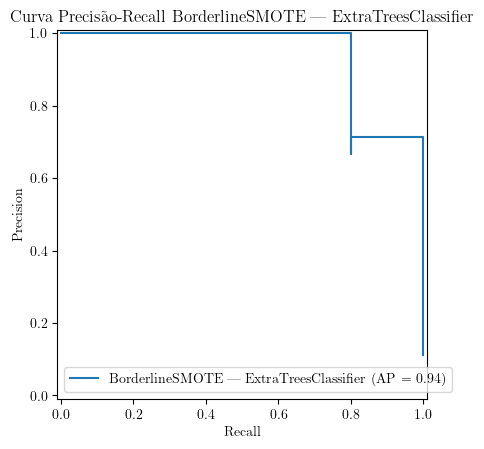 Curva Precisão-Recall BorderlineSMOTE — ExtraTreesClassifier
1.0
0.8
0.6
0.4
0.2
0.0
Precision
BorderlineSMOTE — ExtraTreesClassifier (AP = 0.94)
0.0 0.2 0.4 0.6 0.8 1.0
Recall